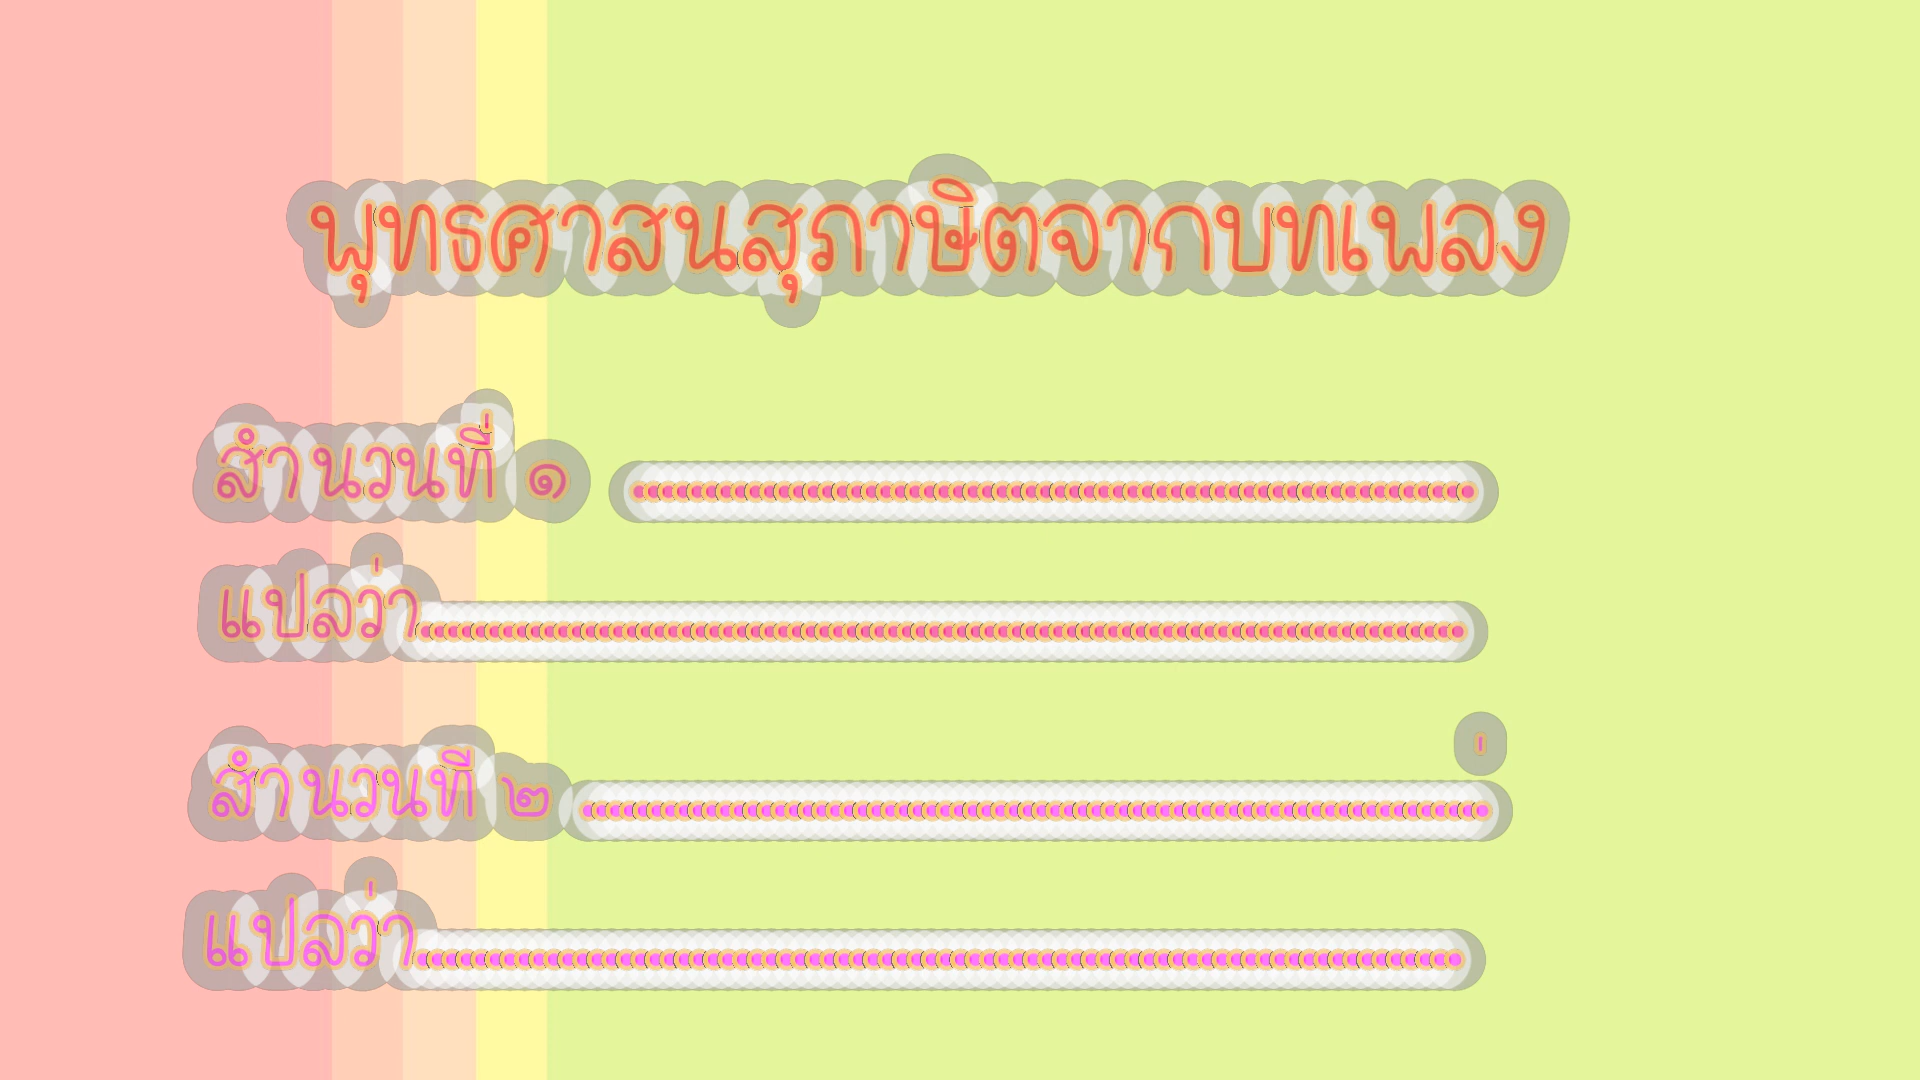 พุทธศาสนสุภาษิตจากบทเพลง
สำนวนที่ ๑ ..........................................................
แปลว่า............................................................................
สำนวนที ๒..................................................................่
แปลว่า........................................................................